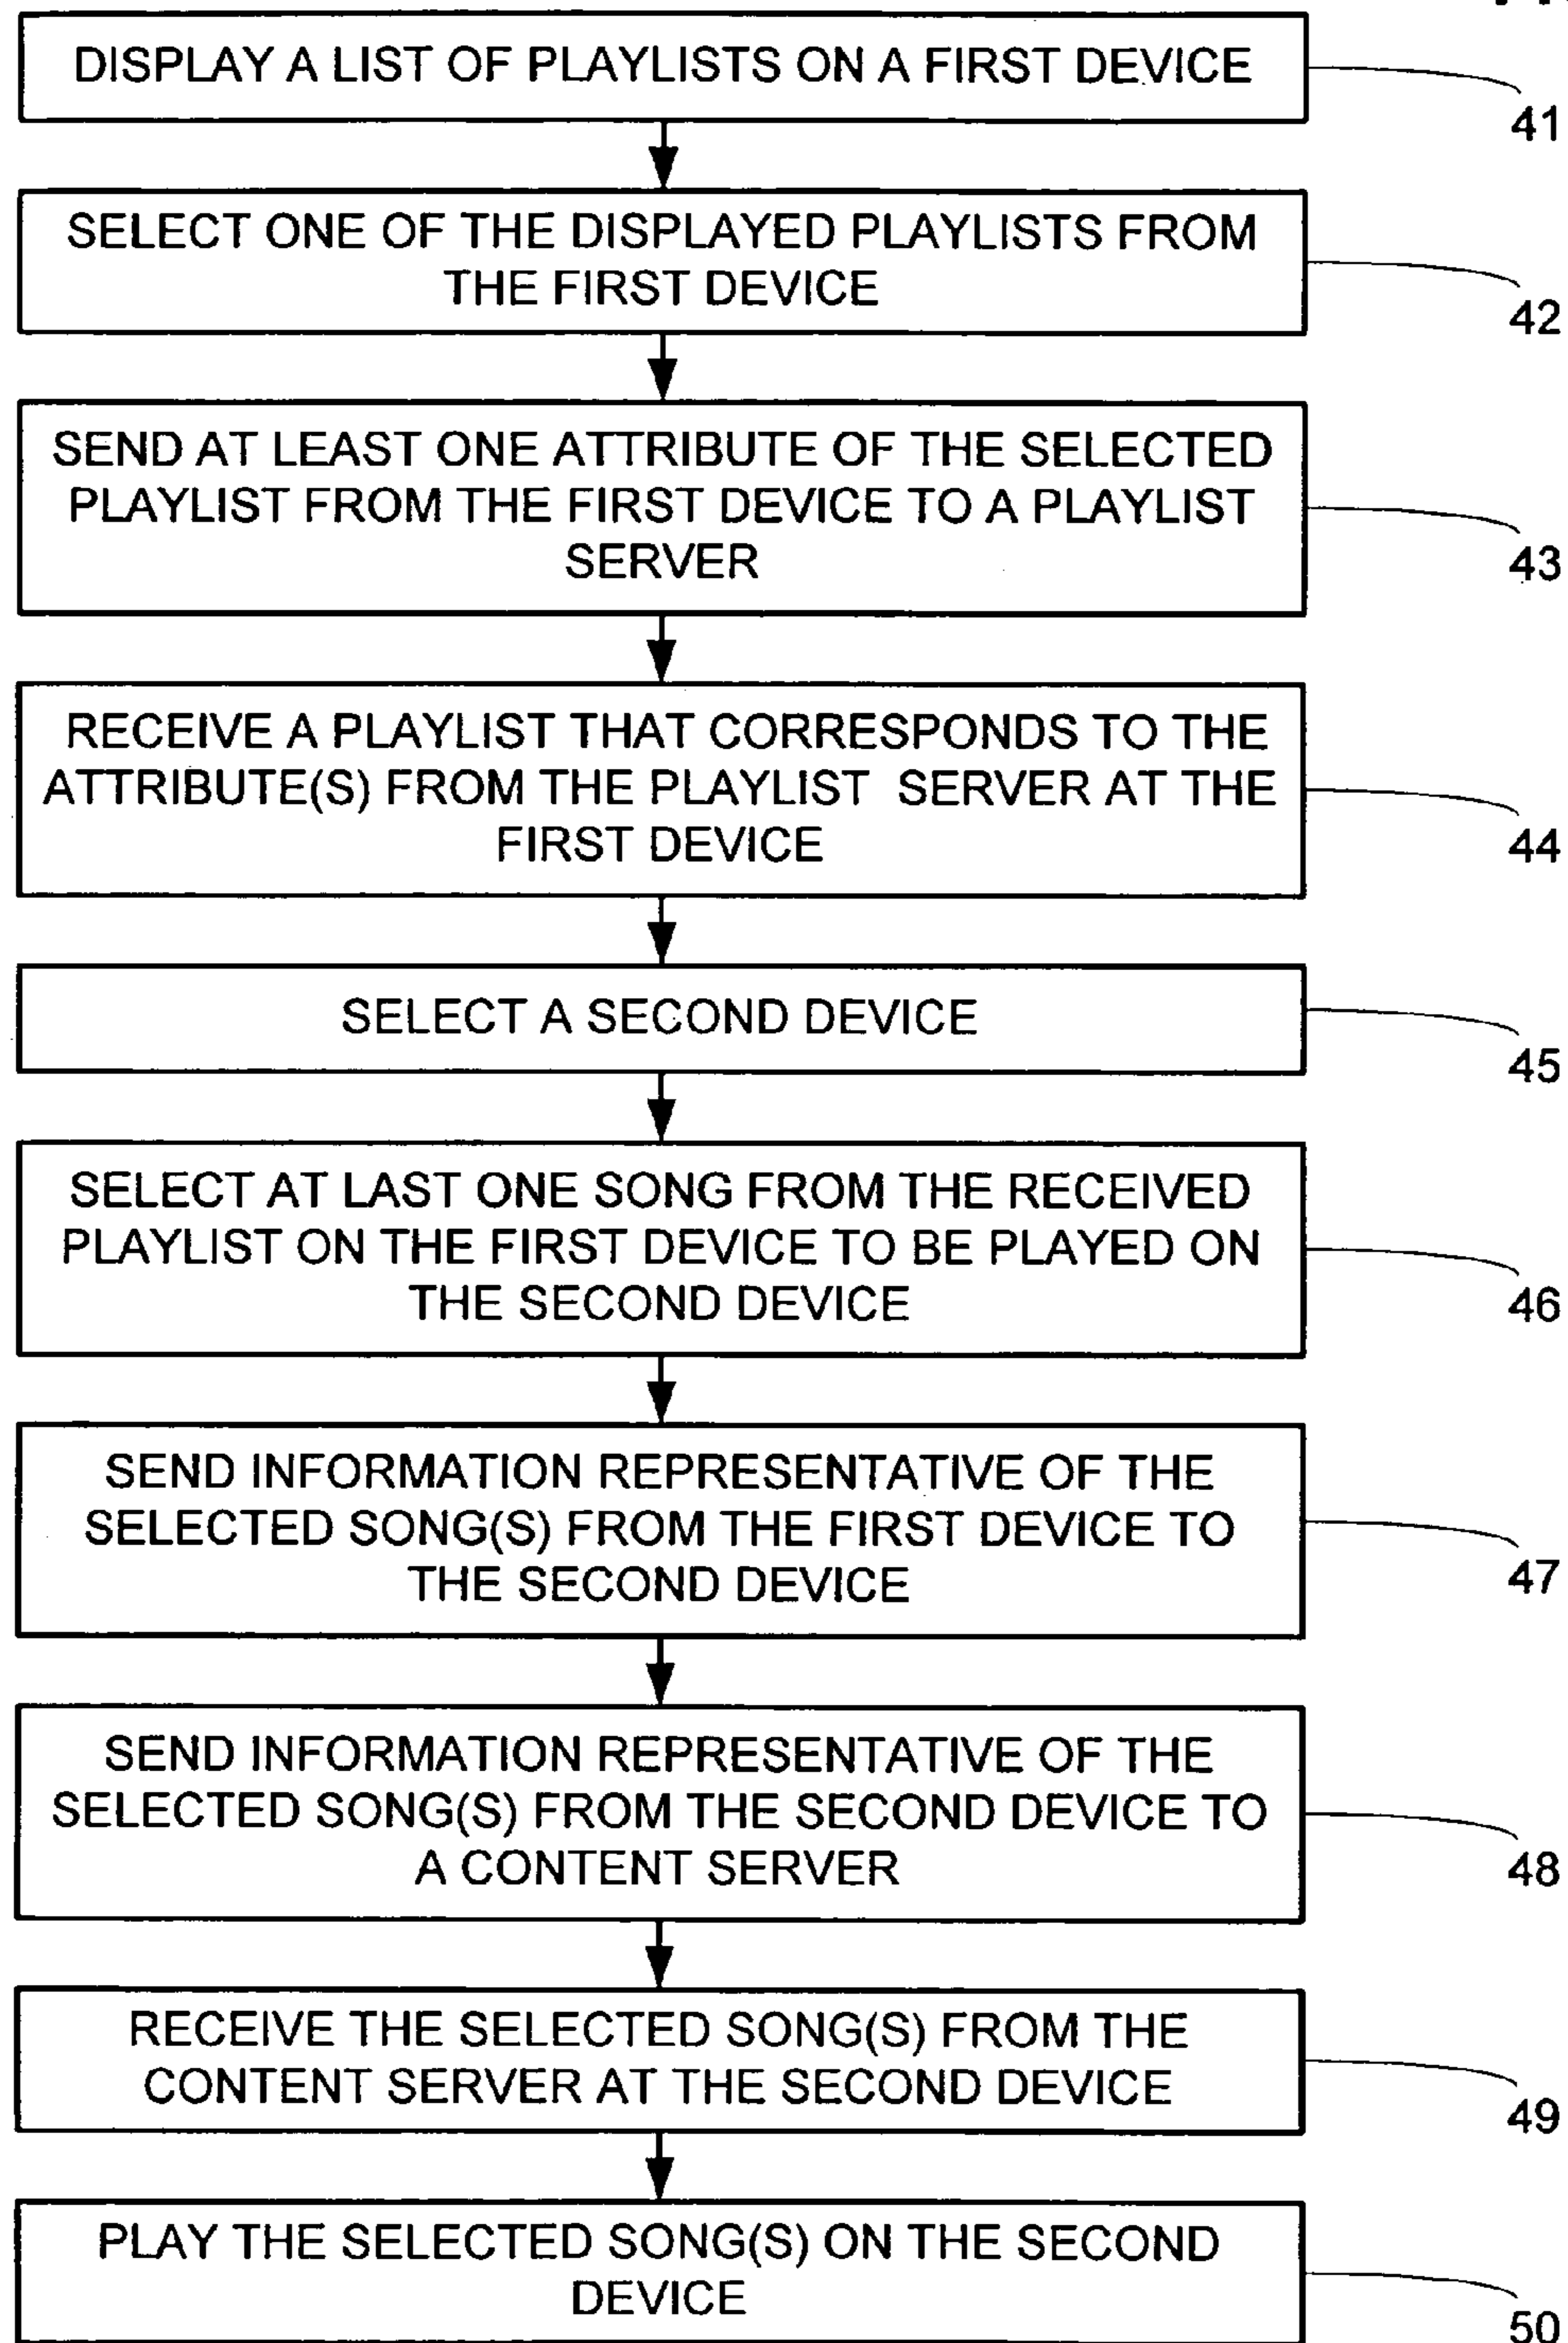 DISPLAY A LIST OF PLAYLISTS ON A FIRST DEVICE
41
SELECT ONE OF THE DISPLAYED PLAYLISTS FROM
THE FIRST DEVICE
42
SEND AT LEAST ONE ATTRIBUTE OF THE SELECTED
PLAYLIST FROM THE FIRST DEVICE TO A PLAYLIST
SERVER
43
RECEIVE A PLAYLIST THAT CORRESPONDS TO THE
ATTRIBUTE(S) FROM THE PLAYLIST SERVER AT THE
FIRST DEVICE
44
SELECT A SECOND DEVICE
45
SELECT AT LAST ONE SONG FROM THE RECEIVED
PLAYLIST ON THE FIRST DEVICE TO BE PLAYED ON
THE SECOND DEVICE
46
SEND INFORMATION REPRESENTATIVE OF THE
SELECTED SONG(S) FROM THE FIRST DEVICE TO
THE SECOND DEVICE
47
SEND INFORMATION REPRESENTATIVE OF THE
SELECTED SONG(S) FROM THE SECOND DEVICE TO
A CONTENT SERVER
48
RECEIVE THE SELECTED SONG(S) FROM THE
CONTENT SERVER AT THE SECOND DEVICE
49
PLAY THE SELECTED SONG(S) ON THE SECOND
DEVICE
50